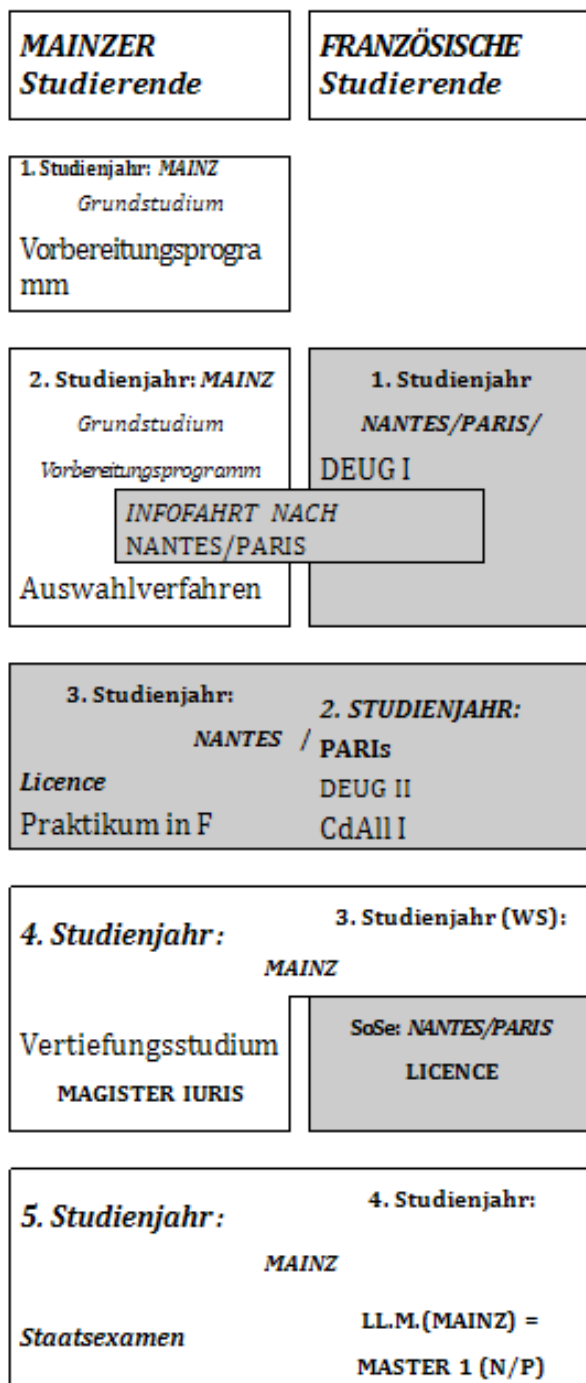 MAINZER
Studierende
FRANZÖSISCHE
Studierende
1. Studienjahr: MAINZ
Grundstudium
Vorbereitungsprogra
mm
2. Studienjahr: MAINZ
Grundstudium
Vorbereitungsprogramm
1. Studienjahr
NANTES/PARIS/
DEUG I
INFOFAHRT NACH
NANTES/PARIS
Auswahlverfahren
3. Studienjahr:
NANTES /
Licence
Praktikum in F
2. STUDIENJAHR:
PARIs
DEUG II
CdAll I
4. Studienjahr:
3. Studienjahr (WS):
MAINZ
Vertiefungsstudium
MAGISTER IURIS
SoSe: NANTES/PARIS
LICENCE
5. Studienjahr:
4. Studienjahr:
MAINZ
Staatsexamen
LL.M.(MAINZ) =
MASTER 1 (N/P)